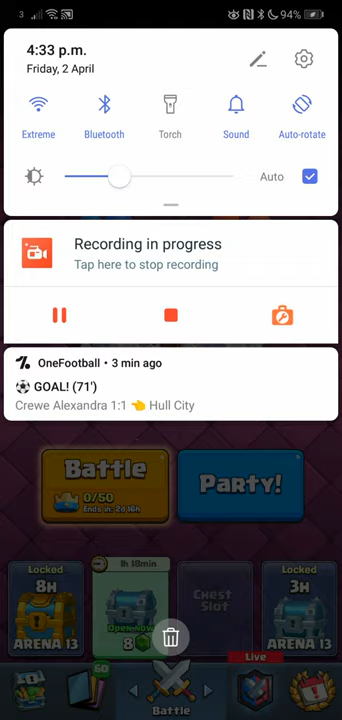 3 94%
4:33 p.m.
Friday, 2 April
Extreme Bluetooth Torch Sound Auto-rotate
Auto
Recording in progress
Tap here to stop recording
OneFootball • 3 min ago
⚽ GOAL! (71')
Crewe Alexandra 1:1 👈 Hull City
Battle
0/50
Ends in: 2d 16h
Party!
Locked
8H
ARENA 13
1h 18min
Open now
8
Chest
Slot
Locked
3H
ARENA 13
60
Live
Battle